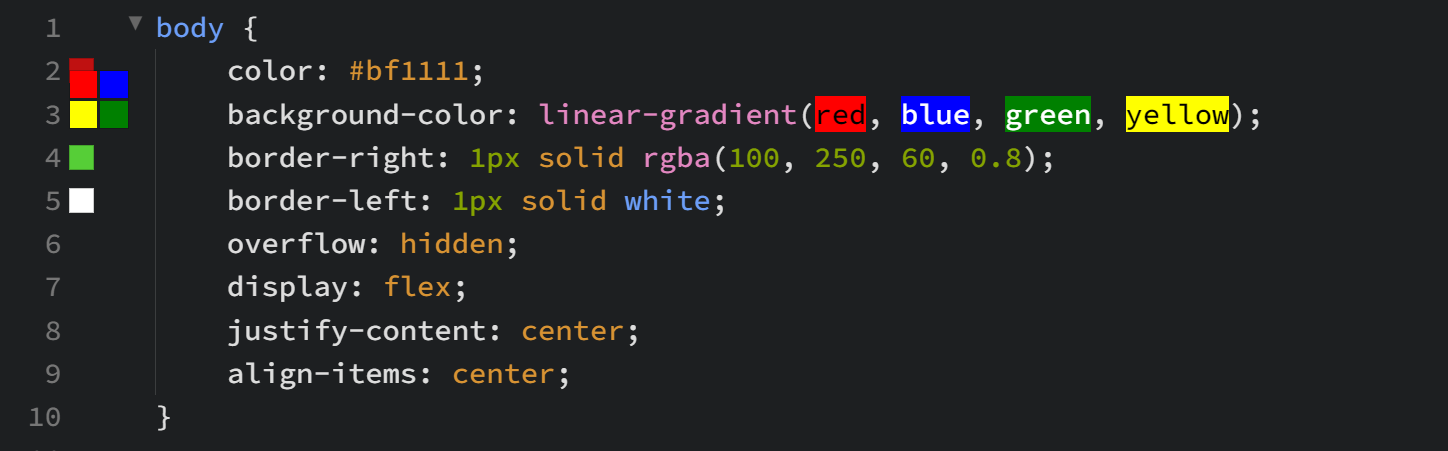 1 body {
2 color: #bf1111;
3 background-color: linear-gradient(red, blue, green, yellow);
4 border-right: 1px solid rgba(100, 250, 60, 0.8);
5 border-left: 1px solid white;
6 overflow: hidden;
7 display: flex;
8 justify-content: center;
9 align-items: center;
10 }